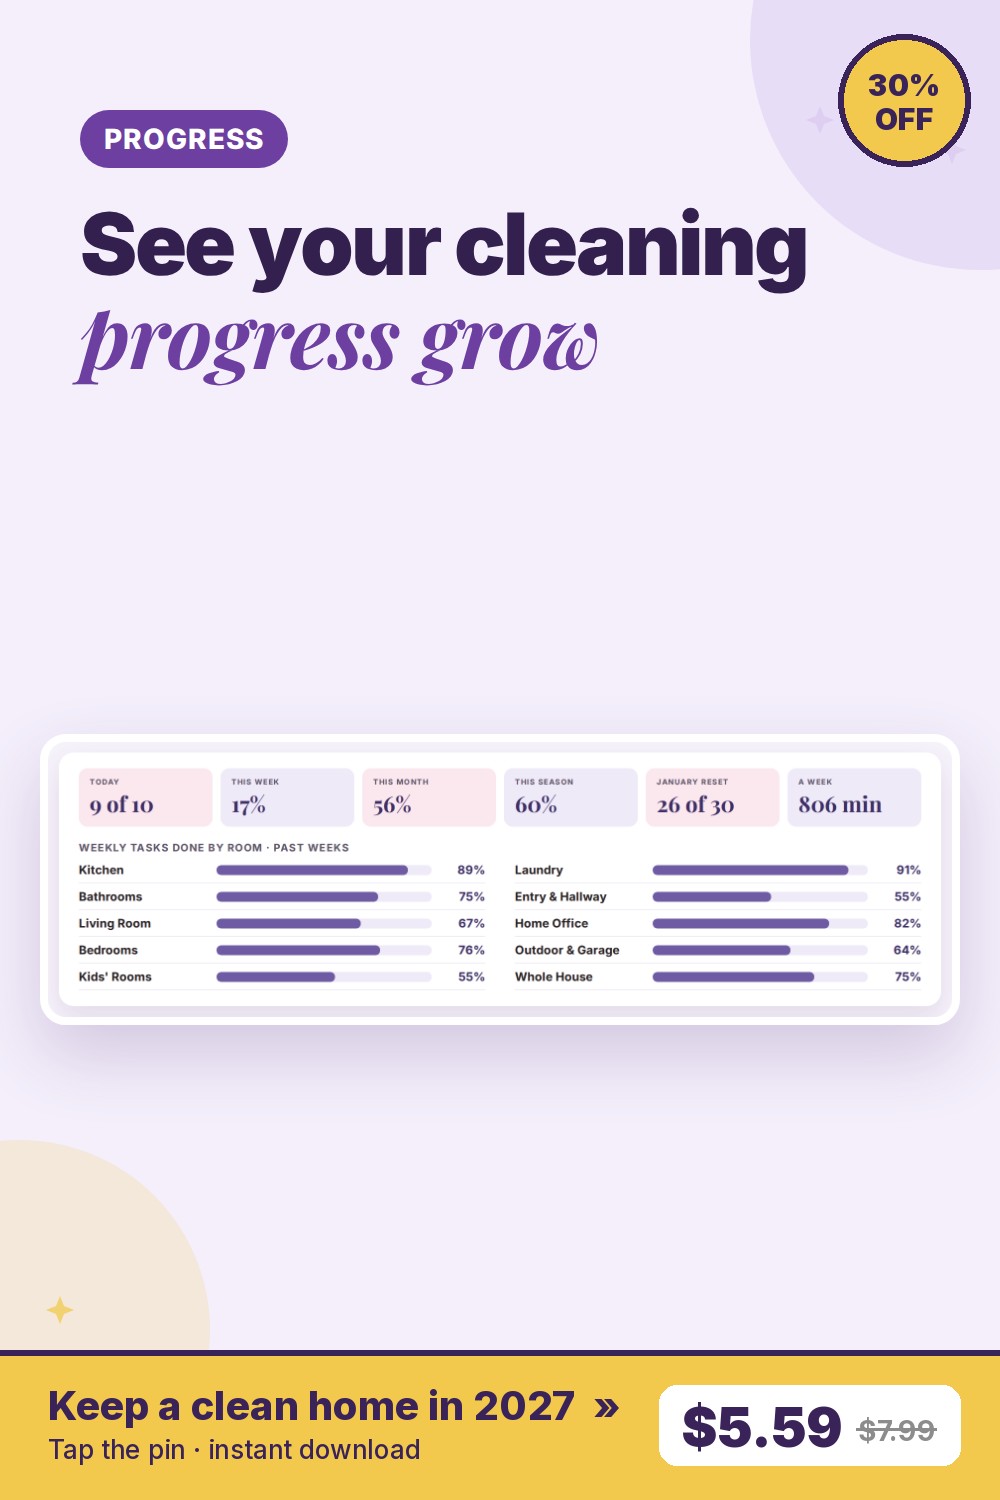 30%
OFF
PROGRESS
See your cleaning
progress grow
TODAY
9 of 10
THIS WEEK
17%
THIS MONTH
56%
THIS SEASON
60%
JANUARY RESET
26 of 30
A WEEK
806 min
WEEKLY TASKS DONE BY ROOM · PAST WEEKS
Kitchen 89%
Bathrooms 75%
Living Room 67%
Bedrooms 76%
Kids' Rooms 55%
Laundry 91%
Entry & Hallway 55%
Home Office 82%
Outdoor & Garage 64%
Whole House 75%
Keep a clean home in 2027 »
Tap the pin · instant download
$5.59 $7.99